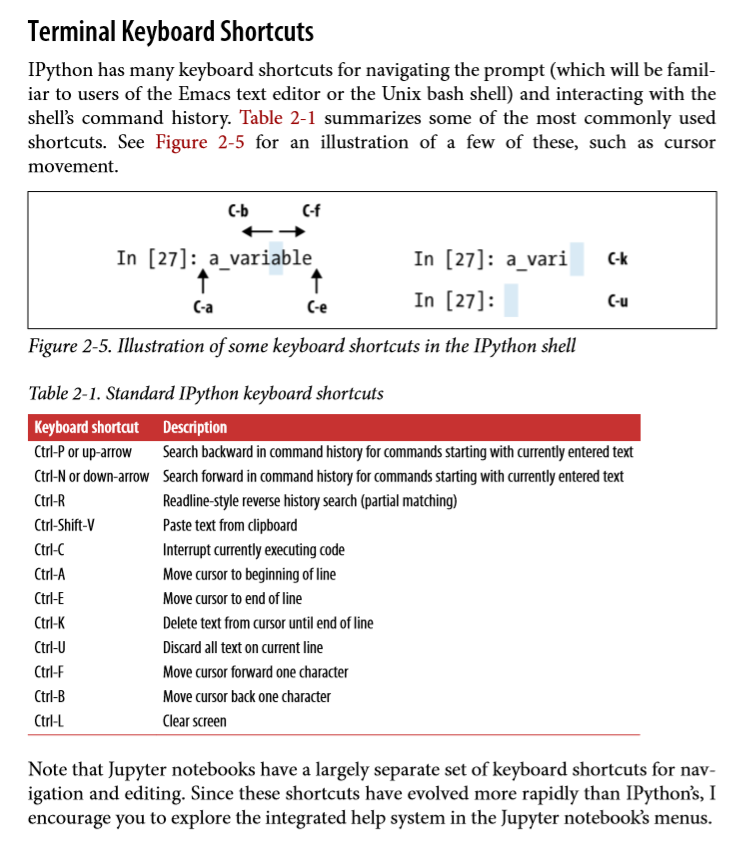 Terminal Keyboard Shortcuts
IPython has many keyboard shortcuts for navigating the prompt (which will be famil-
iar to users of the Emacs text editor or the Unix bash shell) and interacting with the
shell's command history. Table 2-1 summarizes some of the most commonly used
shortcuts. See Figure 2-5 for an illustration of a few of these, such as cursor
movement.
C-b C-f
In [27]: a_variable
C-a C-e
In [27]: a_vari C-k
In [27]: C-u
Figure 2-5. Illustration of some keyboard shortcuts in the IPython shell
Table 2-1. Standard IPython keyboard shortcuts
Keyboard shortcut Description
Ctrl-P or up-arrow Search backward in command history for commands starting with currently entered text
Ctrl-N or down-arrow Search forward in command history for commands starting with currently entered text
Ctrl-R Readline-style reverse history search (partial matching)
Ctrl-Shift-V Paste text from clipboard
Ctrl-C Interrupt currently executing code
Ctrl-A Move cursor to beginning of line
Ctrl-E Move cursor to end of line
Ctrl-K Delete text from cursor until end of line
Ctrl-U Discard all text on current line
Ctrl-F Move cursor forward one character
Ctrl-B Move cursor back one character
Ctrl-L Clear screen
Note that Jupyter notebooks have a largely separate set of keyboard shortcuts for nav-
igation and editing. Since these shortcuts have evolved more rapidly than IPython's, I
encourage you to explore the integrated help system in the Jupyter notebook's menus.